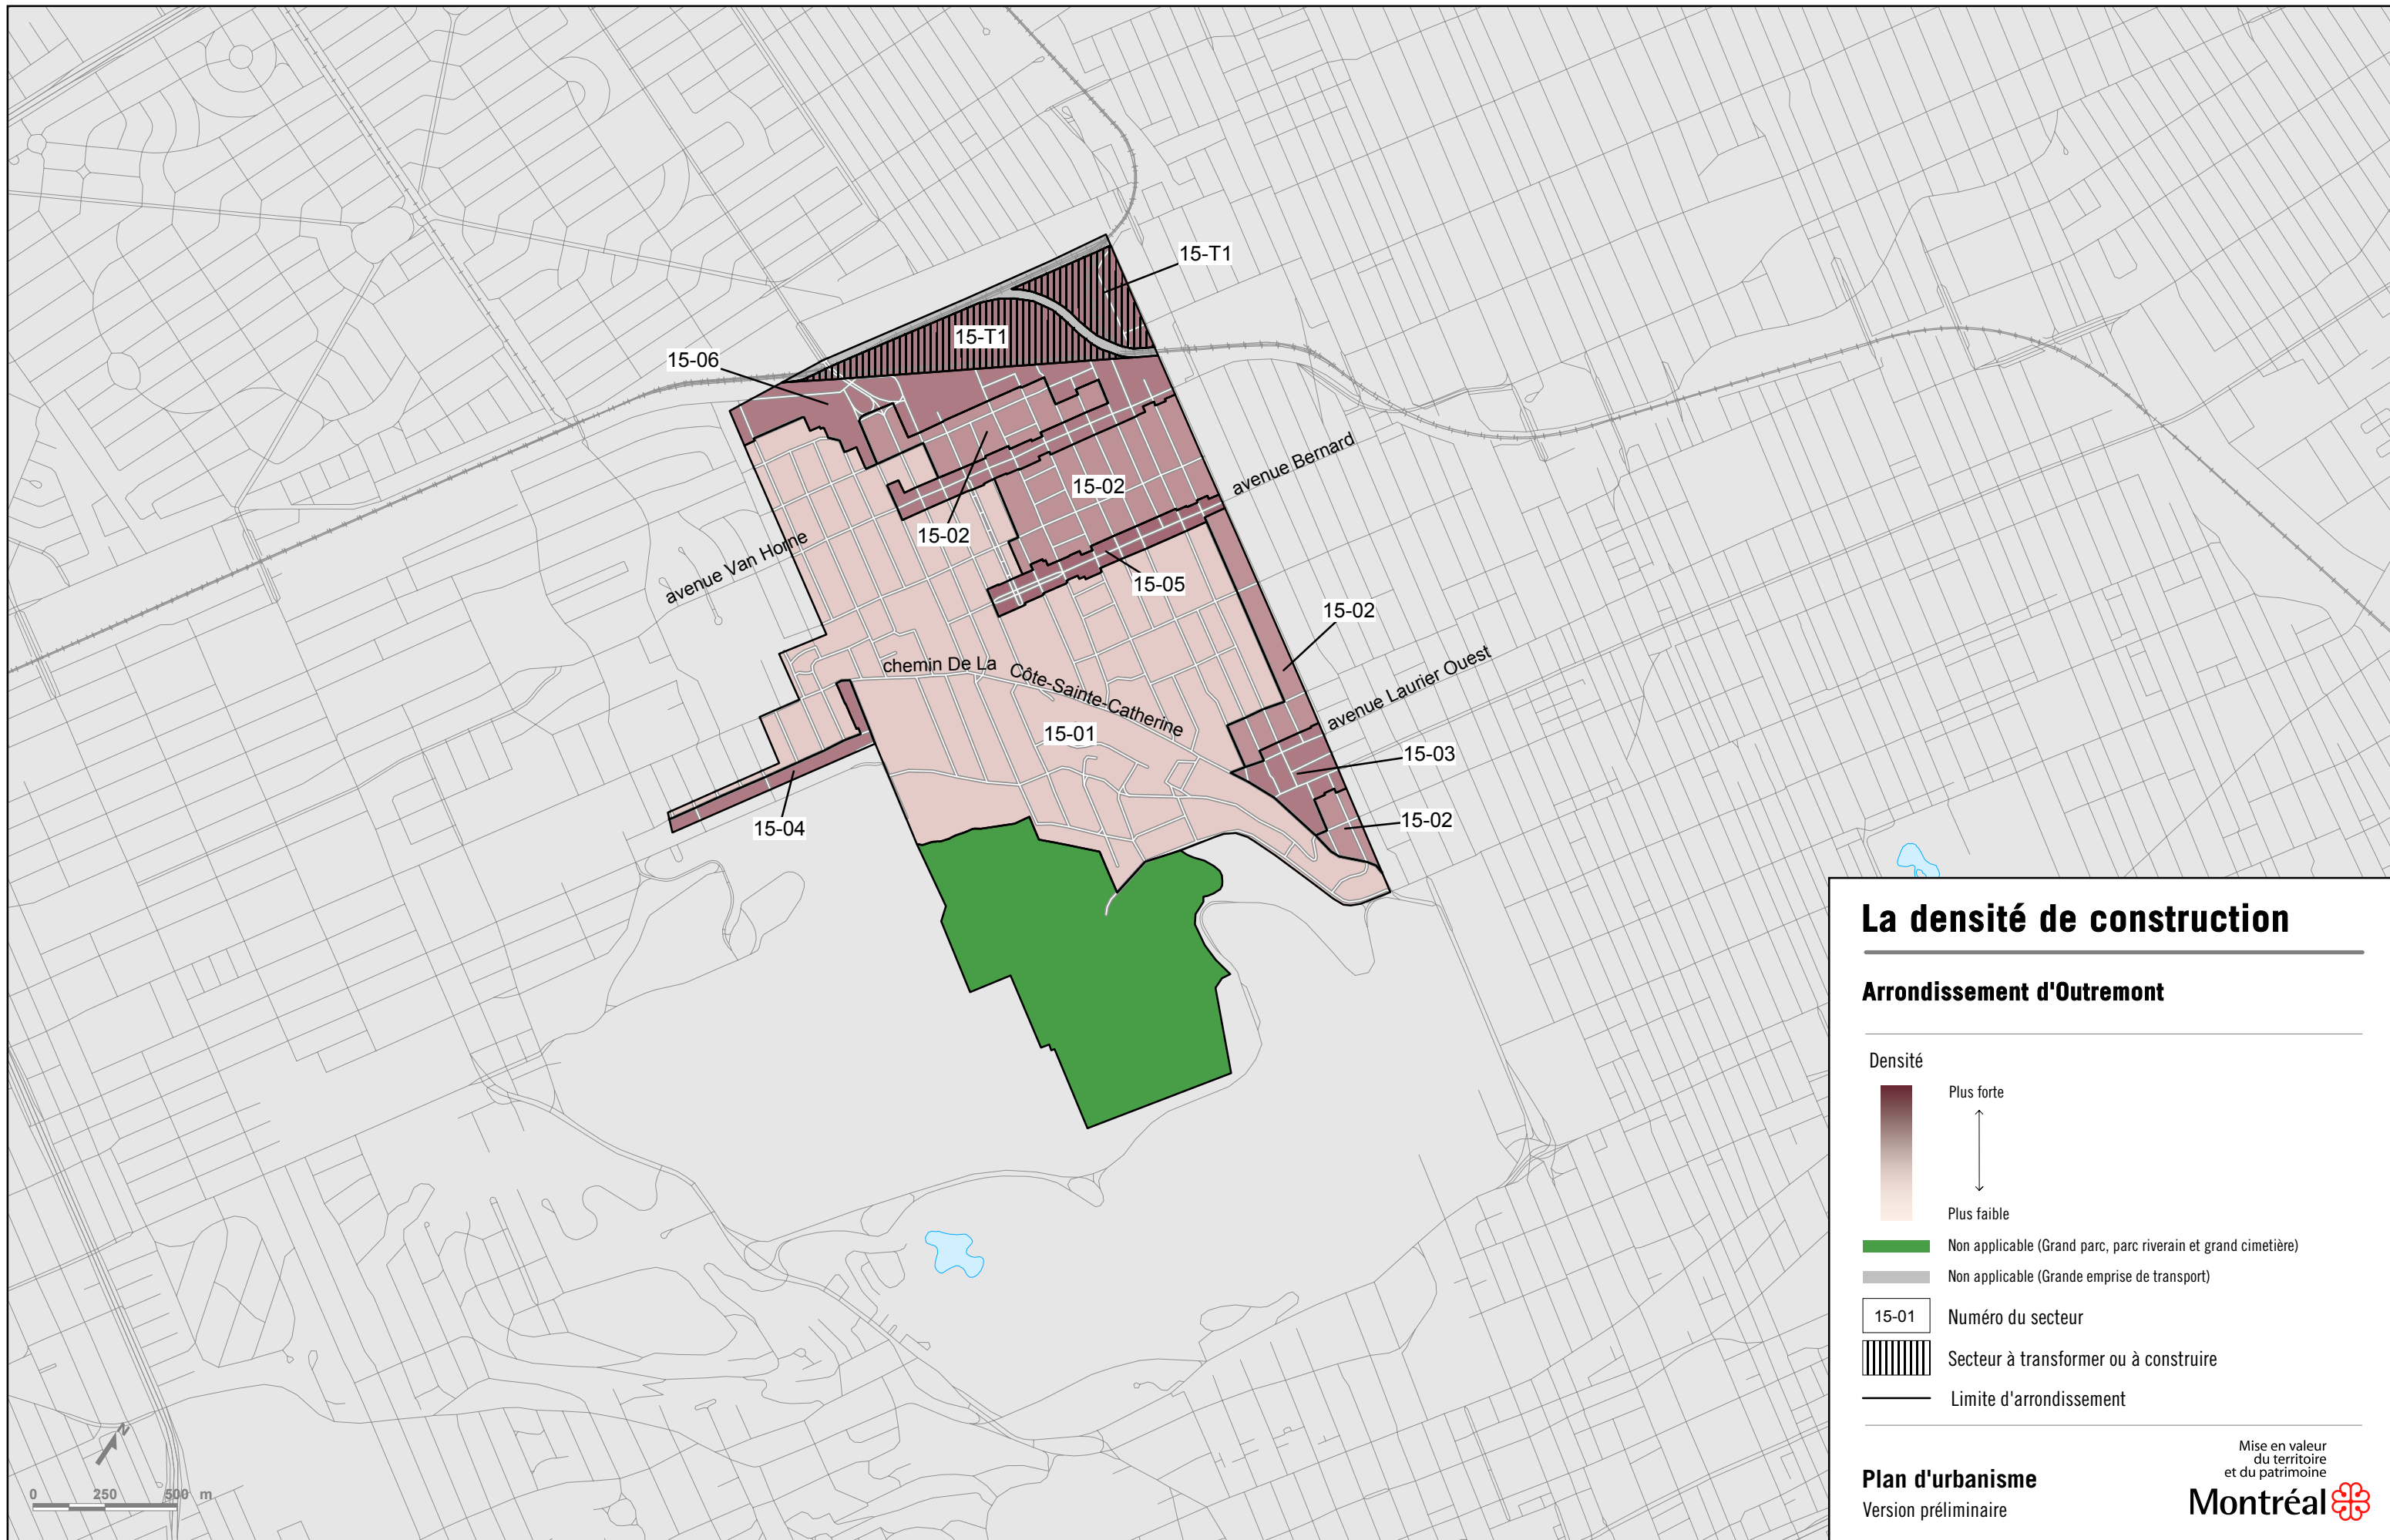 15-T1
15-T1
15-06
avenue Bernard
15-02
15-02
avenue Van Horne
15-05
15-02
chemin De La Côte-Sainte-Catherine
avenue Laurier Ouest
15-01
15-03
15-04
15-02
La densité de construction
Arrondissement d'Outremont
Densité
Plus forte
Plus faible
Non applicable (Grand parc, parc riverain et grand cimetière)
Non applicable (Grande emprise de transport)
15-01 Numéro du secteur
Secteur à transformer ou à construire
Limite d'arrondissement
Plan d'urbanisme
Version préliminaire
Mise en valeur
du territoire
et du patrimoine
Montréal
N
0 250 500 m